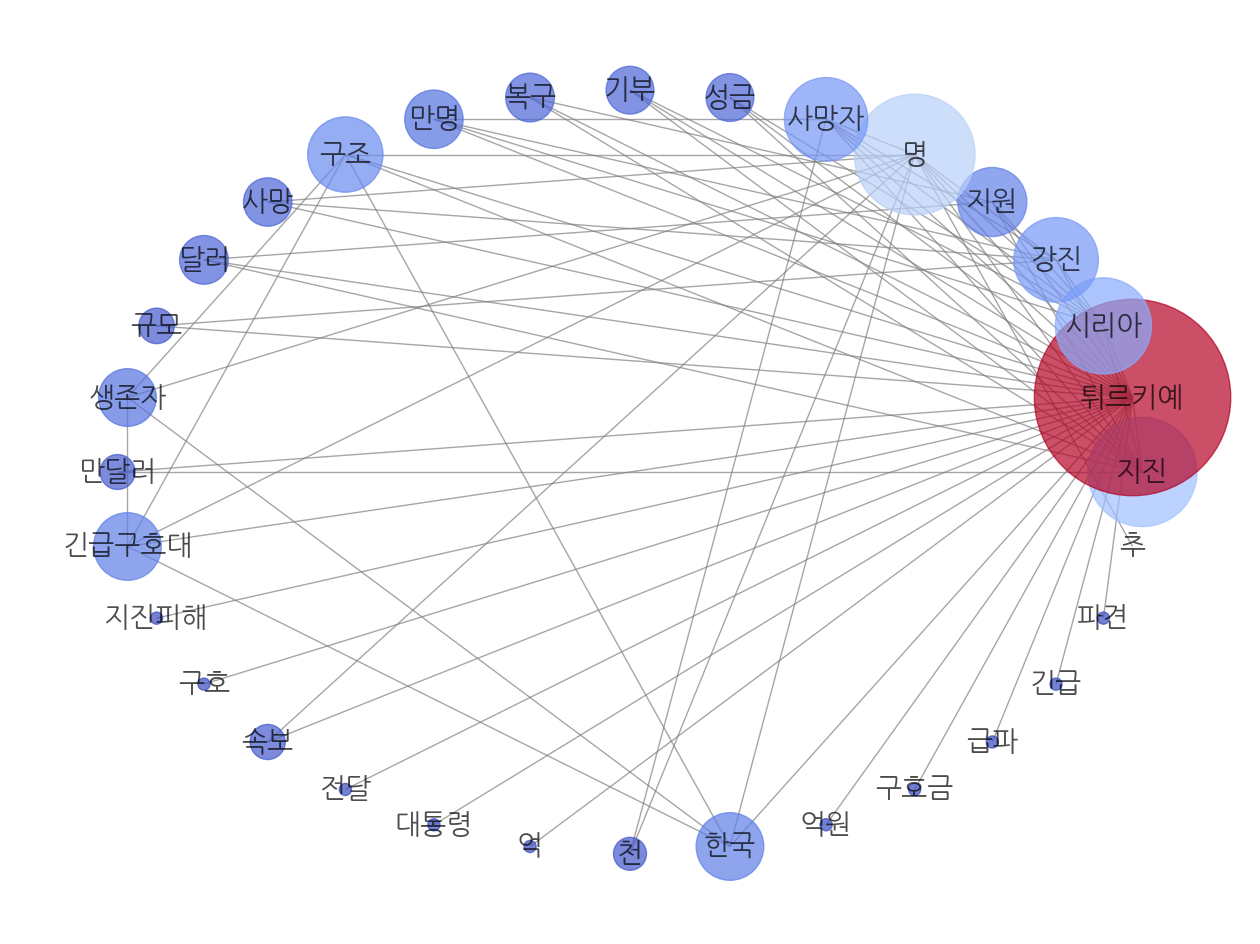 기부
성금
복구
사망자
만명
명
구조
사망
지원
달러
강진
규모
시리아
생존자
튀르키예
만달러
지진
긴급구호대
추
지진피해
파견
구호
긴급
속보
급파
전달
구호금
대통령
억원
억
한국
천